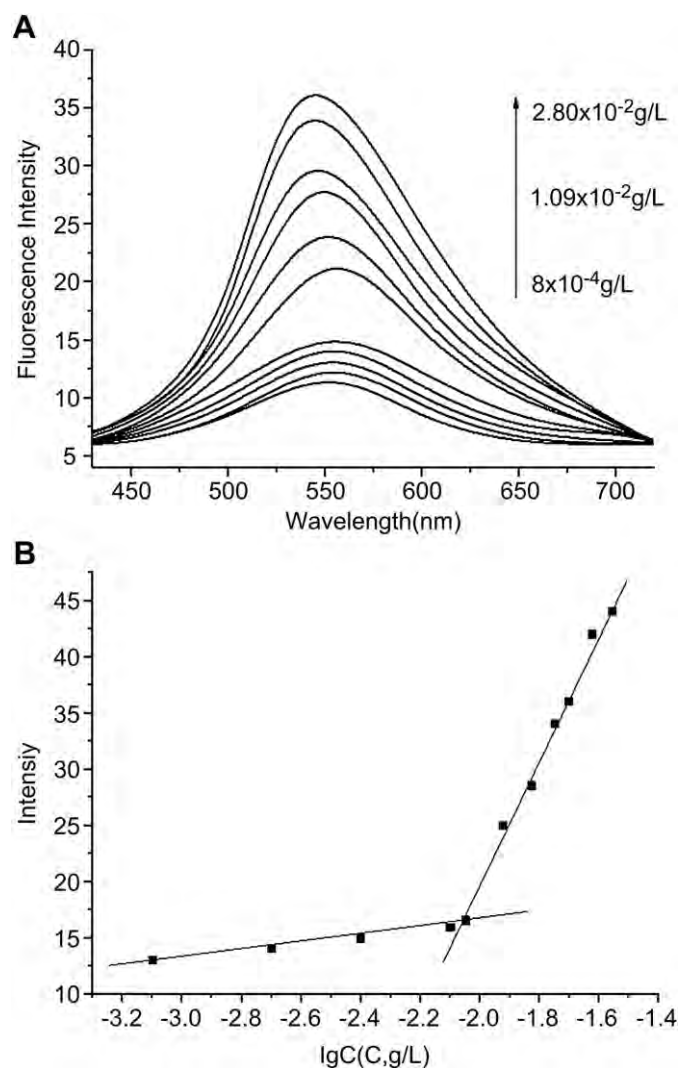 A
40
35
30
25
20
15
10
5
Fluorescence Intensity
2.80x10⁻²g/L
1.09x10⁻²g/L
8x10⁻⁴g/L
450 500 550 600 650 700
Wavelength(nm)
B
45
40
35
30
25
20
15
10
Intensiy
-3.2 -3.0 -2.8 -2.6 -2.4 -2.2 -2.0 -1.8 -1.6 -1.4
lgC(C,g/L)